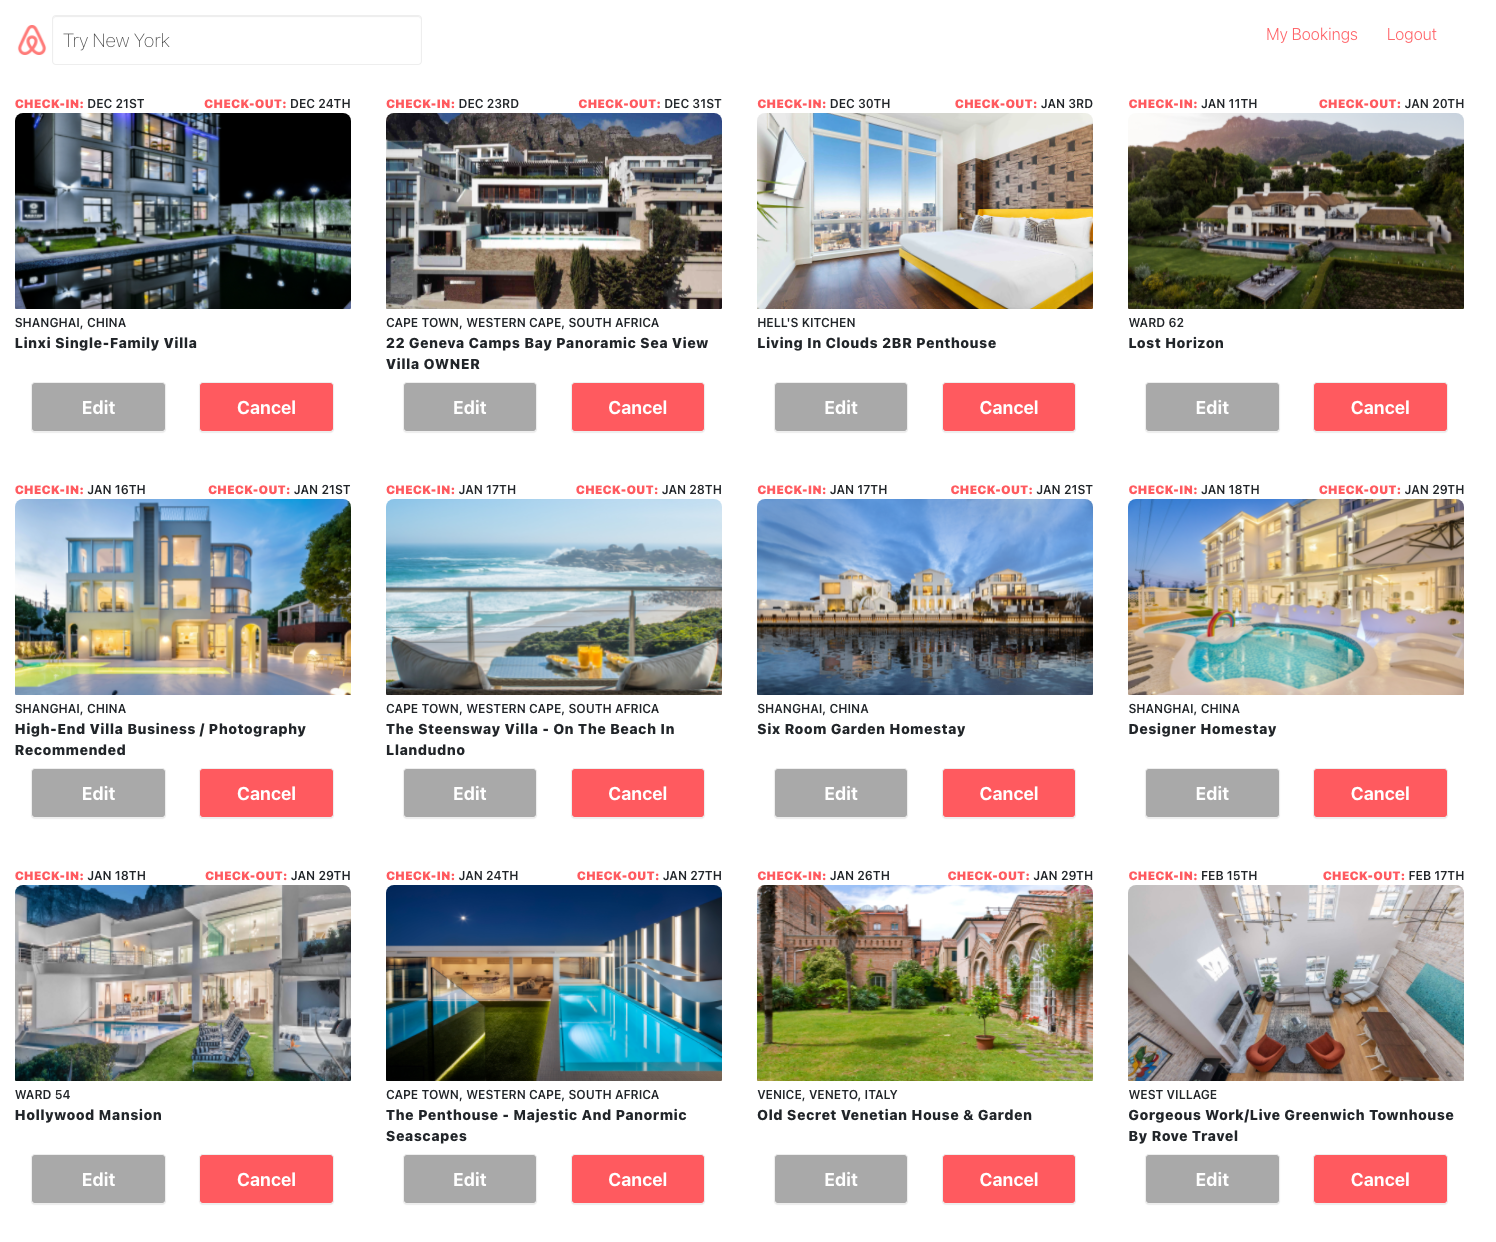 Try New York
My Bookings
Logout
CHECK-IN: DEC 21ST
CHECK-OUT: DEC 24TH
CHECK-IN: DEC 23RD
CHECK-OUT: DEC 31ST
CHECK-IN: DEC 30TH
CHECK-OUT: JAN 3RD
CHECK-IN: JAN 11TH
CHECK-OUT: JAN 20TH
SHANGHAI, CHINA
Linxi Single-Family Villa
Edit
Cancel
CAPE TOWN, WESTERN CAPE, SOUTH AFRICA
22 Geneva Camps Bay Panoramic Sea View
Villa OWNER
Edit
Cancel
HELL'S KITCHEN
Living In Clouds 2BR Penthouse
Edit
Cancel
WARD 62
Lost Horizon
Edit
Cancel
CHECK-IN: JAN 16TH
CHECK-OUT: JAN 21ST
CHECK-IN: JAN 17TH
CHECK-OUT: JAN 28TH
CHECK-IN: JAN 17TH
CHECK-OUT: JAN 21ST
CHECK-IN: JAN 18TH
CHECK-OUT: JAN 29TH
SHANGHAI, CHINA
High-End Villa Business / Photography
Recommended
Edit
Cancel
CAPE TOWN, WESTERN CAPE, SOUTH AFRICA
The Steensway Villa - On The Beach In
Llandudno
Edit
Cancel
SHANGHAI, CHINA
Six Room Garden Homestay
Edit
Cancel
SHANGHAI, CHINA
Designer Homestay
Edit
Cancel
CHECK-IN: JAN 18TH
CHECK-OUT: JAN 29TH
CHECK-IN: JAN 24TH
CHECK-OUT: JAN 27TH
CHECK-IN: JAN 26TH
CHECK-OUT: JAN 29TH
CHECK-IN: FEB 15TH
CHECK-OUT: FEB 17TH
WARD 54
Hollywood Mansion
Edit
Cancel
CAPE TOWN, WESTERN CAPE, SOUTH AFRICA
The Penthouse - Majestic And Panormic
Seascapes
Edit
Cancel
VENICE, VENETO, ITALY
Old Secret Venetian House & Garden
Edit
Cancel
WEST VILLAGE
Gorgeous Work/Live Greenwich Townhouse
By Rove Travel
Edit
Cancel